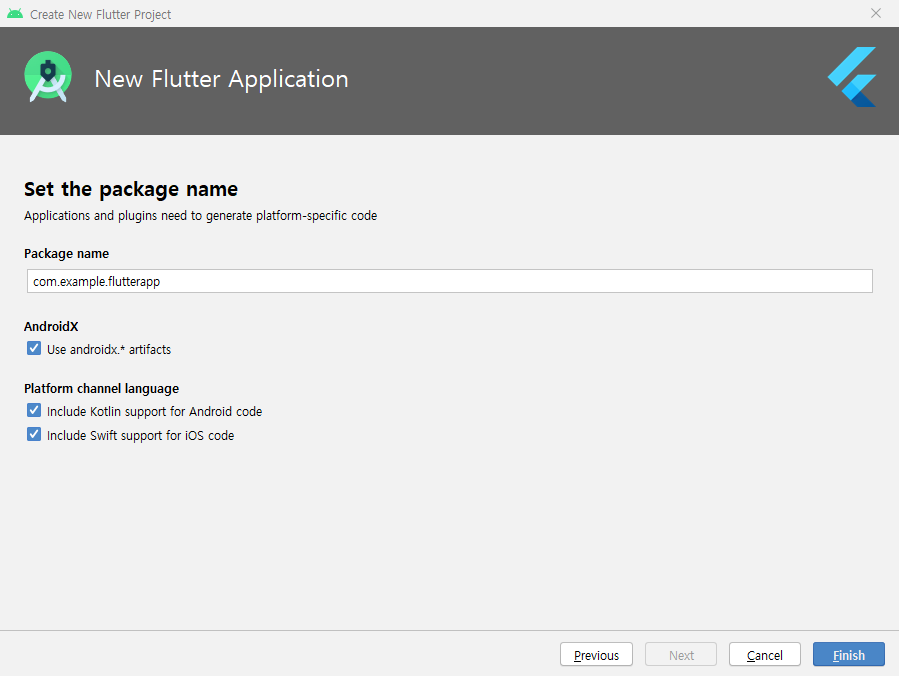 Create New Flutter Project
New Flutter Application
Set the package name
Applications and plugins need to generate platform-specific code
Package name
com.example.flutterapp
AndroidX
Use androidx.* artifacts
Platform channel language
Include Kotlin support for Android code
Include Swift support for iOS code
Previous Next Cancel Finish